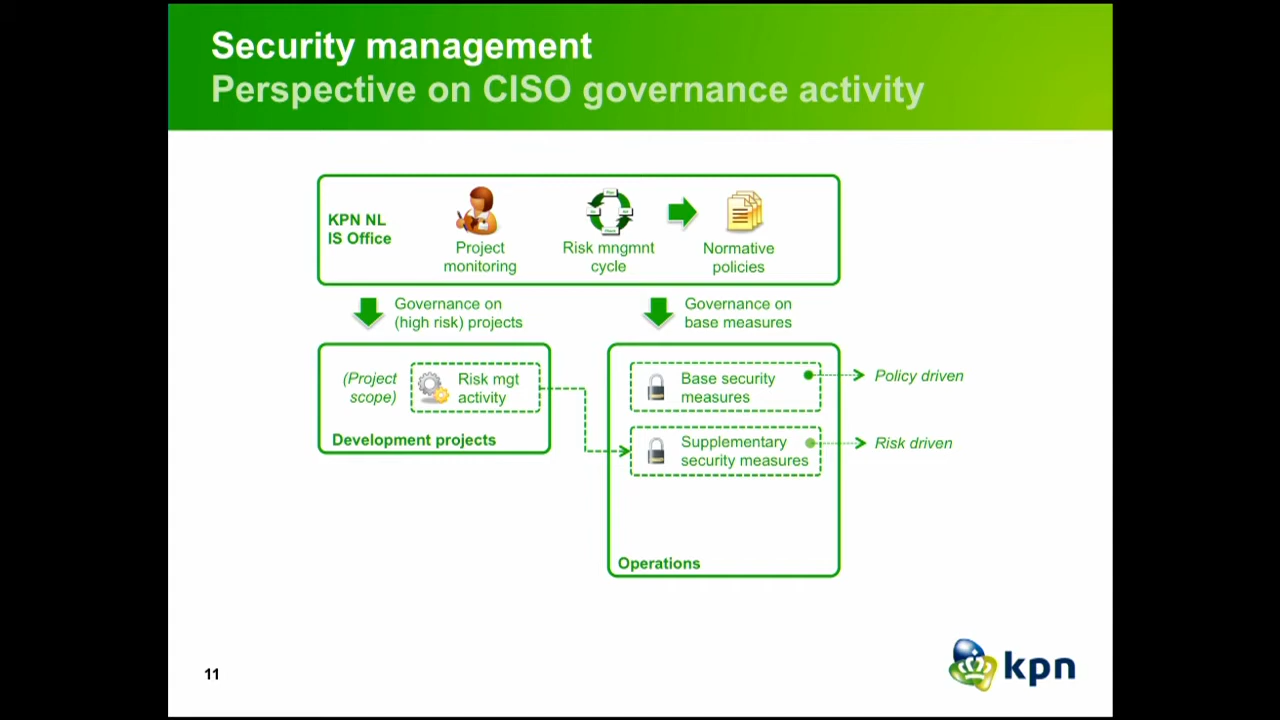 Security management
Perspective on CISO governance activity
KPN NL
IS Office
Project
monitoring
Risk mngmnt
cycle
Normative
policies
Governance on
(high risk) projects
Governance on
base measures
(Project
scope)
Risk mgt
activity
Development projects
Base security
measures
Policy driven
Supplementary
security measures
Risk driven
Operations
11
kpn